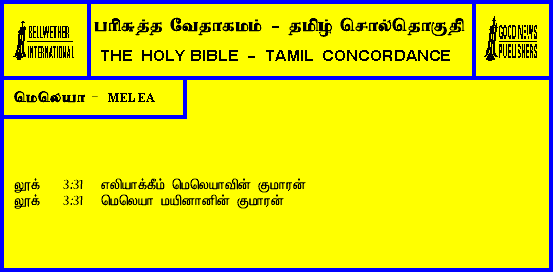 BELLWETHER
INTERNATIONAL
பரிசுத்த வேதாகமம் - தமிழ் சொல்தொகுதி
THE HOLY BIBLE - TAMIL CONCORDANCE
GOOD NEWS
PUBLISHERS
மெலெயா - MELEA
லூக் 3:31 எலியாக்கீம் மெலெயாவின் குமாரன்
லூக் 3:31 மெலெயா மயினானின் குமாரன்